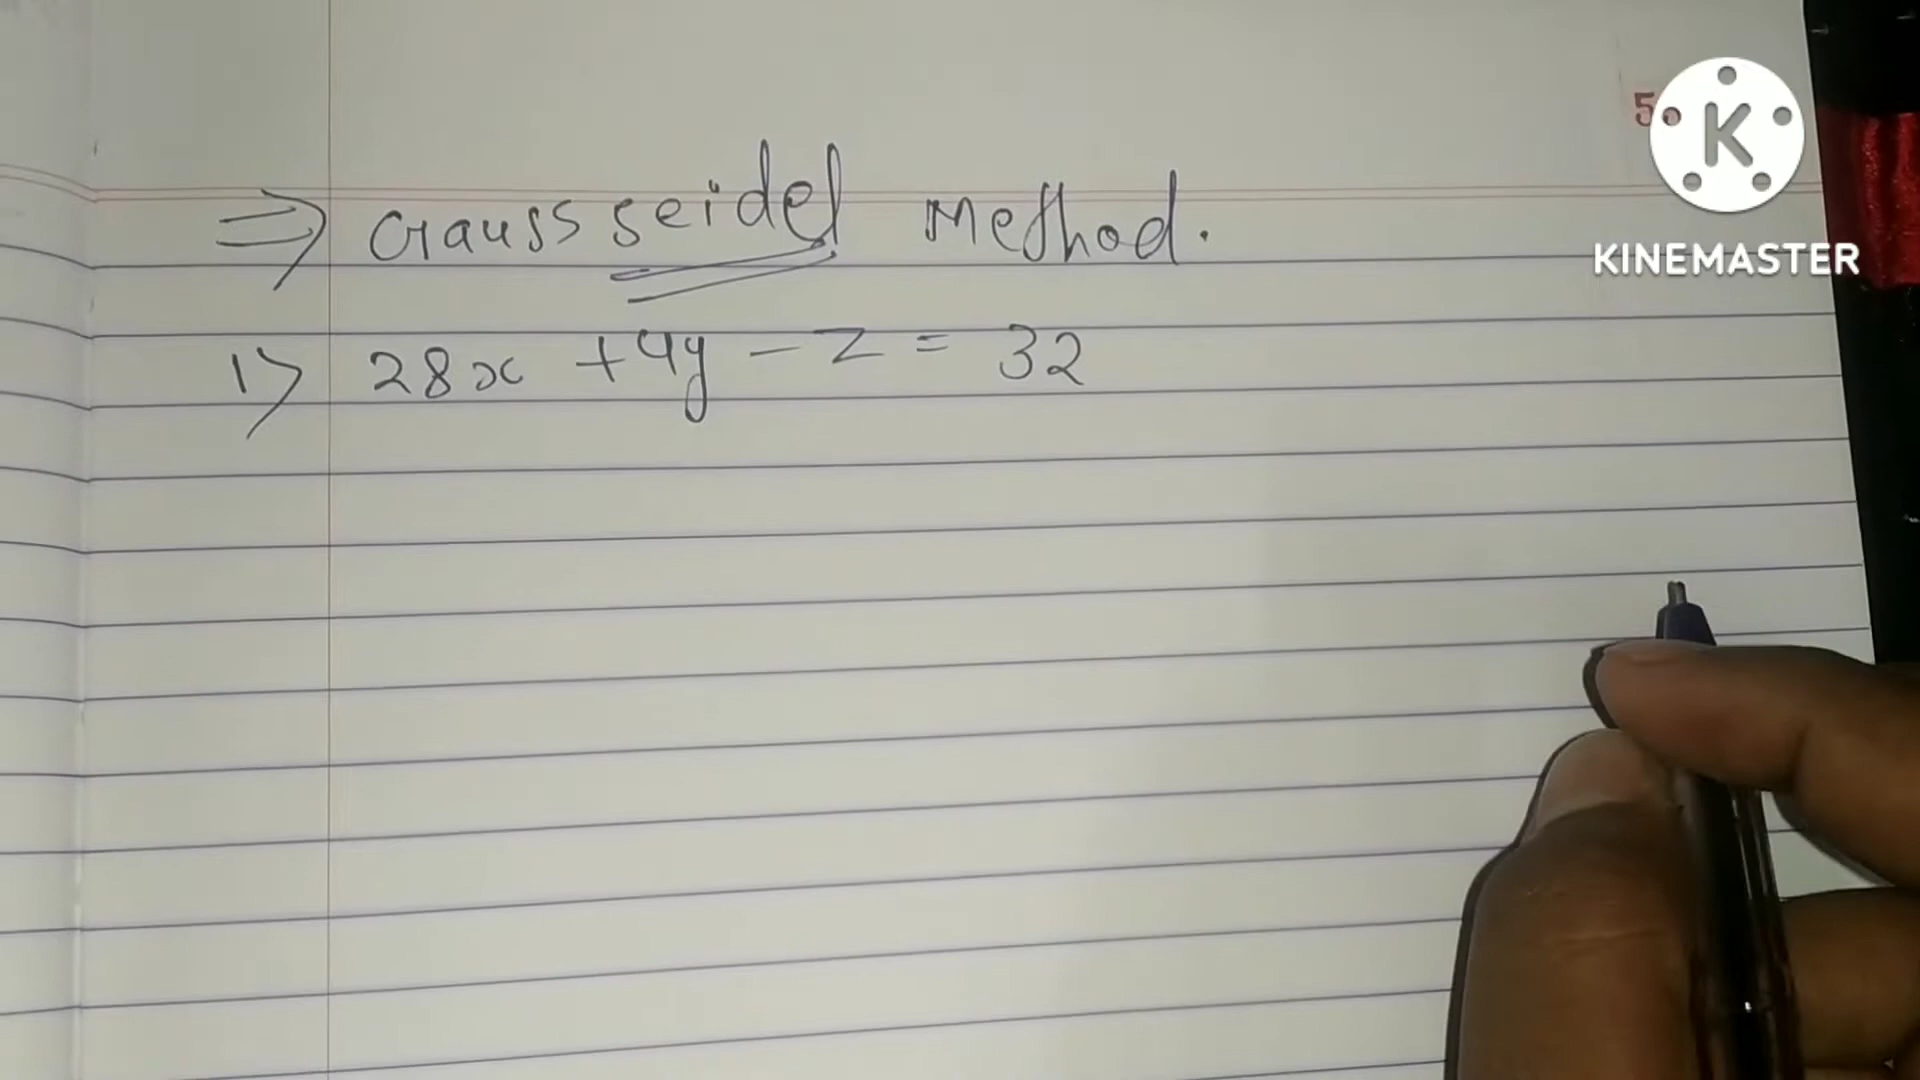 ⇒ Gauss seidel Method.
1> 28x + 4y - z = 32
5
K
KINEMASTER